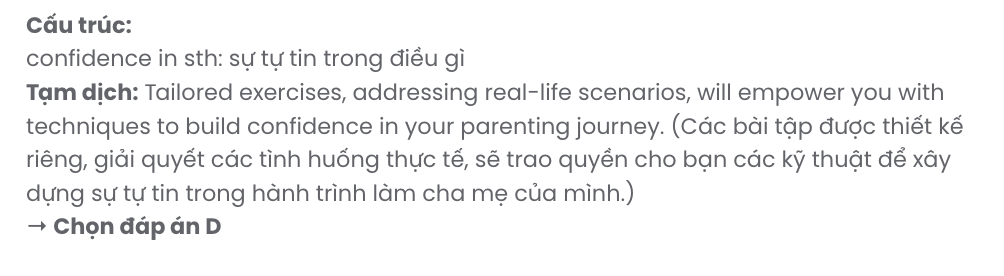 Cấu trúc:
confidence in sth: sự tự tin trong điều gì
Tạm dịch: Tailored exercises, addressing real-life scenarios, will empower you with
techniques to build confidence in your parenting journey. (Các bài tập được thiết kế
riêng, giải quyết các tình huống thực tế, sẽ trao quyền cho bạn các kỹ thuật để xây
dựng sự tự tin trong hành trình làm cha mẹ của mình.)
→ Chọn đáp án D